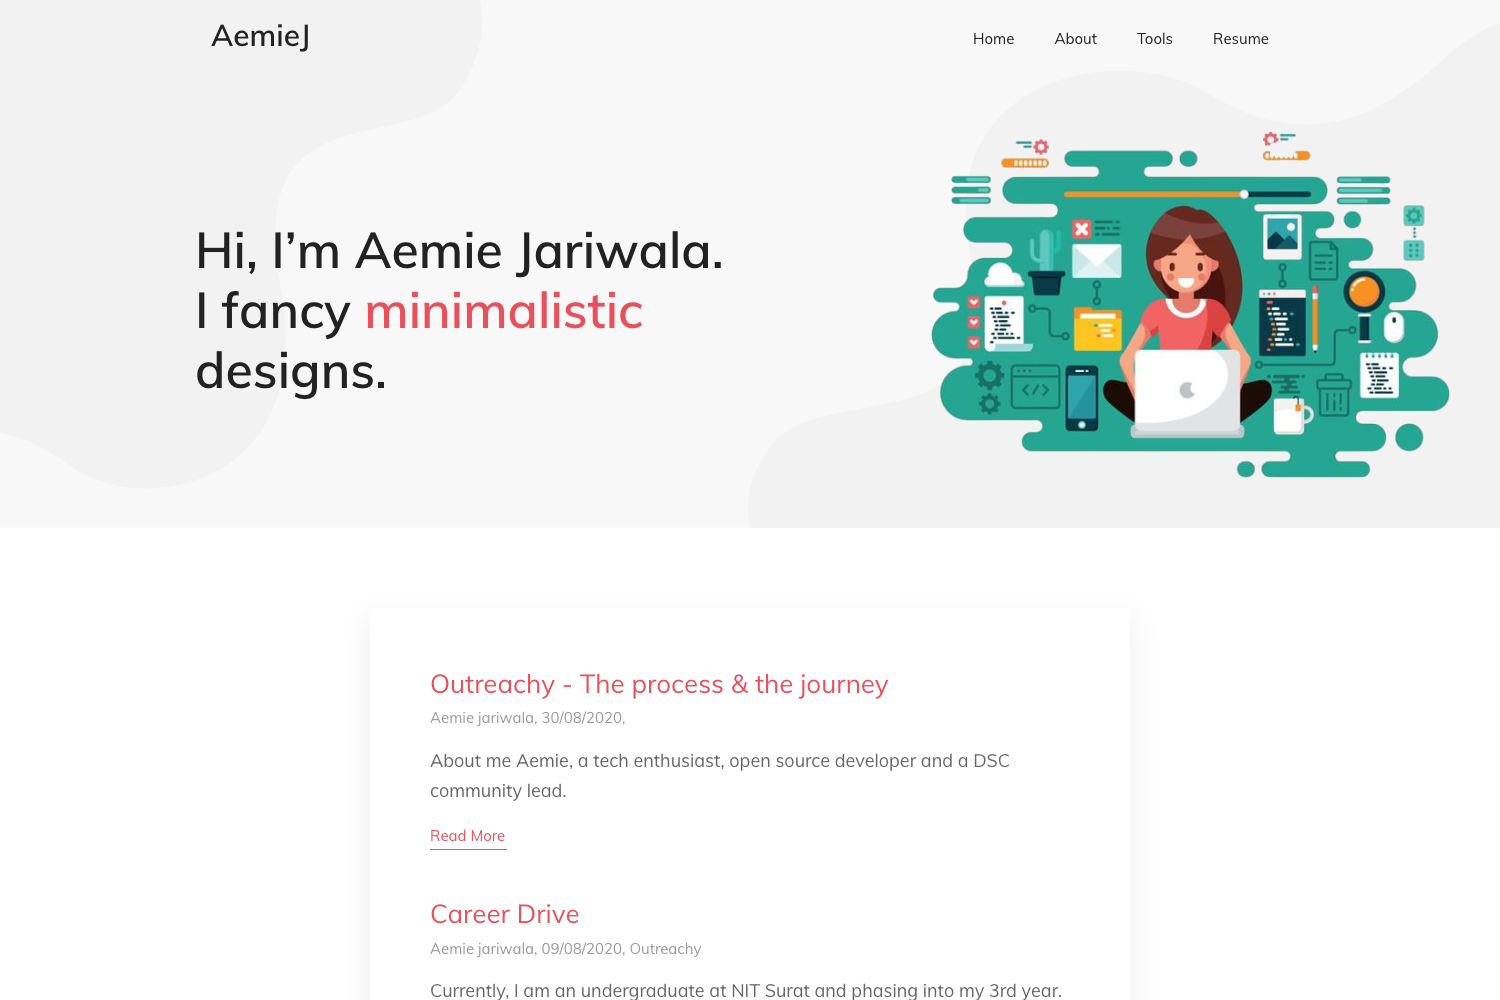 AemieJ
Home About Tools Resume
Hi, I’m Aemie Jariwala.
I fancy minimalistic
designs.
</>
Outreachy - The process & the journey
Aemie jariwala, 30/08/2020,
About me Aemie, a tech enthusiast, open source developer and a DSC
community lead.
Read More
Career Drive
Aemie jariwala, 09/08/2020, Outreachy
Currently, I am an undergraduate at NIT Surat and phasing into my 3rd year.